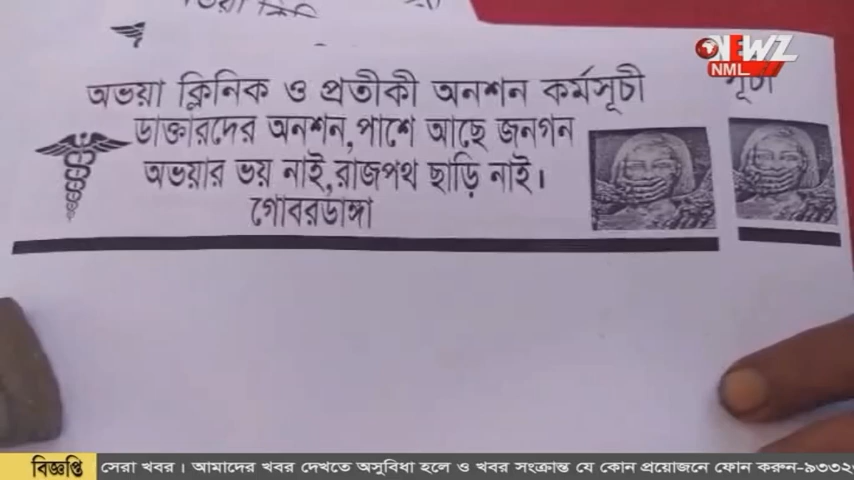 NEWZ
NML
অভয়া ক্লিনিক ও প্রতীকী অনশন কর্মসূচী
ডাক্তারদের অনশন,পাশে আছে জনগন
অভয়ার ভয় নাই,রাজপথ ছাড়ি নাই।
গোবরডাঙ্গা
বিজ্ঞপ্তি
সেরা খবর। আমাদের খবর দেখতে অসুবিধা হলে ও খবর সংক্রান্ত যে কোন প্রয়োজনে ফোন করুন-৯৩৩২